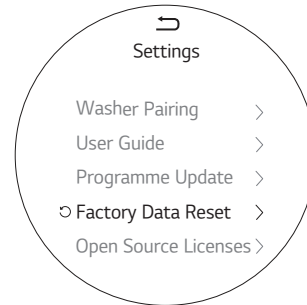 Settings
Washer Pairing
User Guide
Programme Update
Factory Data Reset
Open Source Licenses